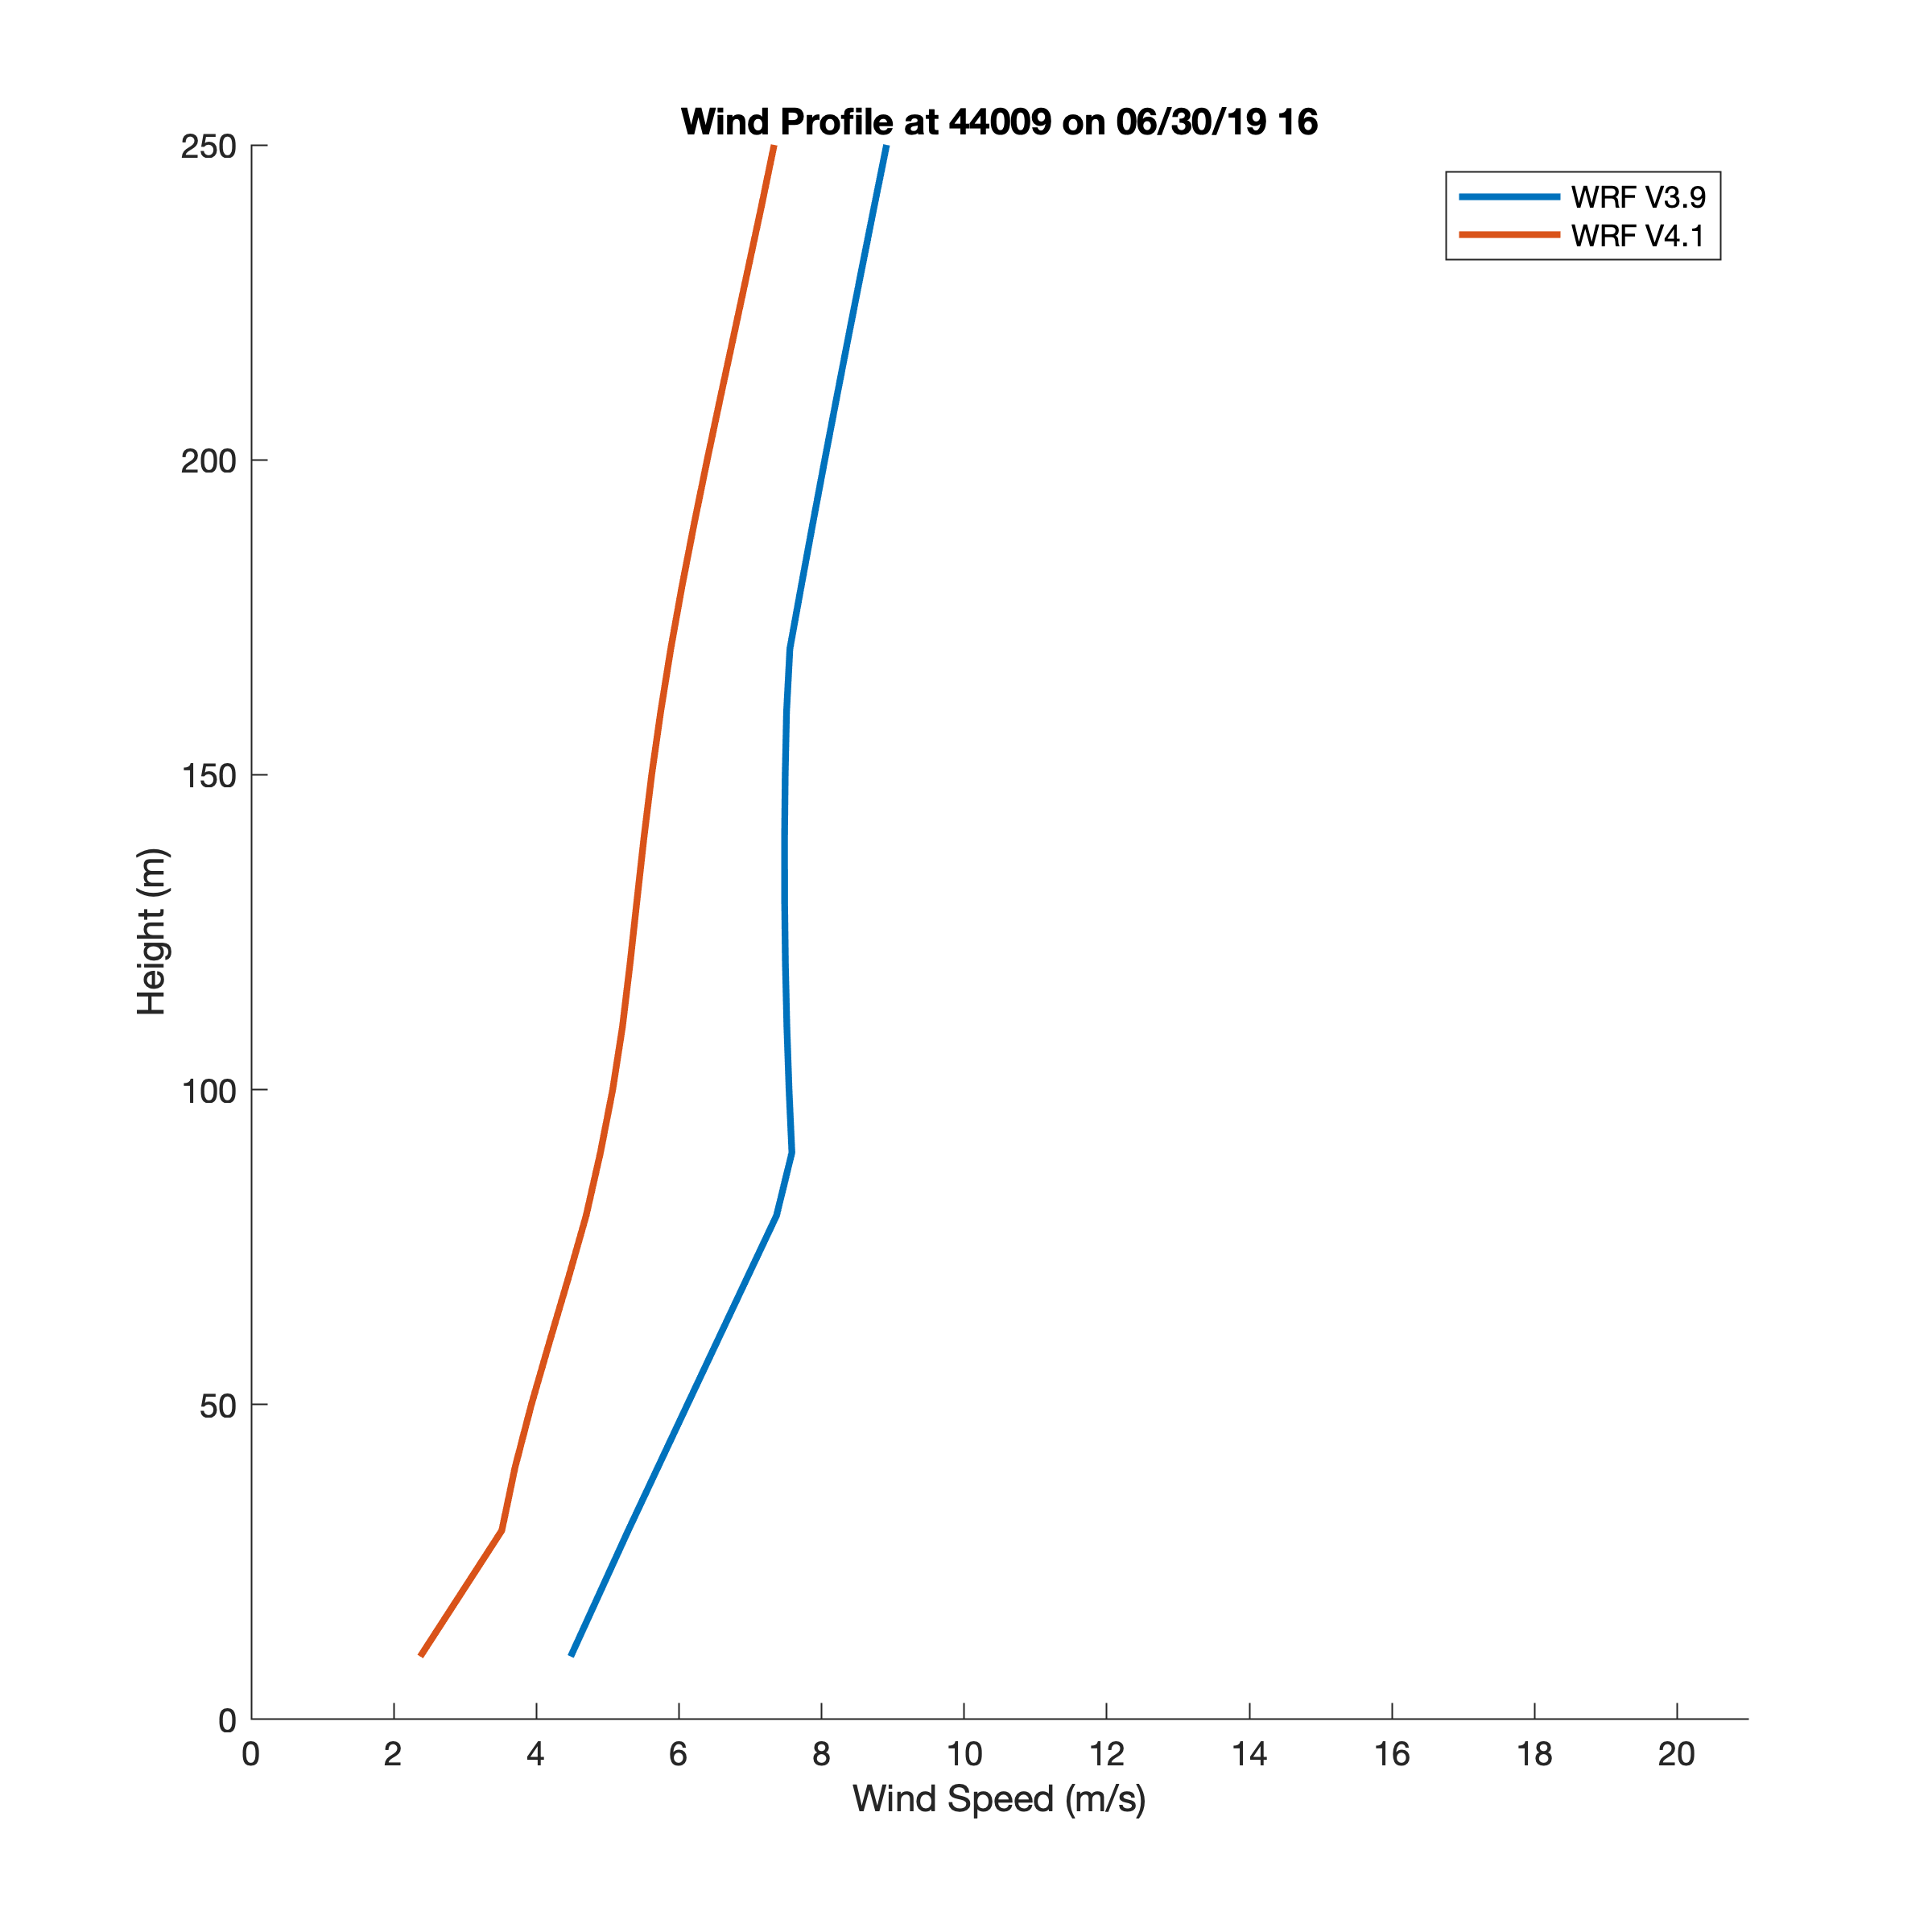 Wind Profile at 44009 on 06/30/19 16
WRF V3.9
WRF V4.1
250
200
150
100
50
0
Height (m)
0 2 4 6 8 10 12 14 16 18 20
Wind Speed (m/s)